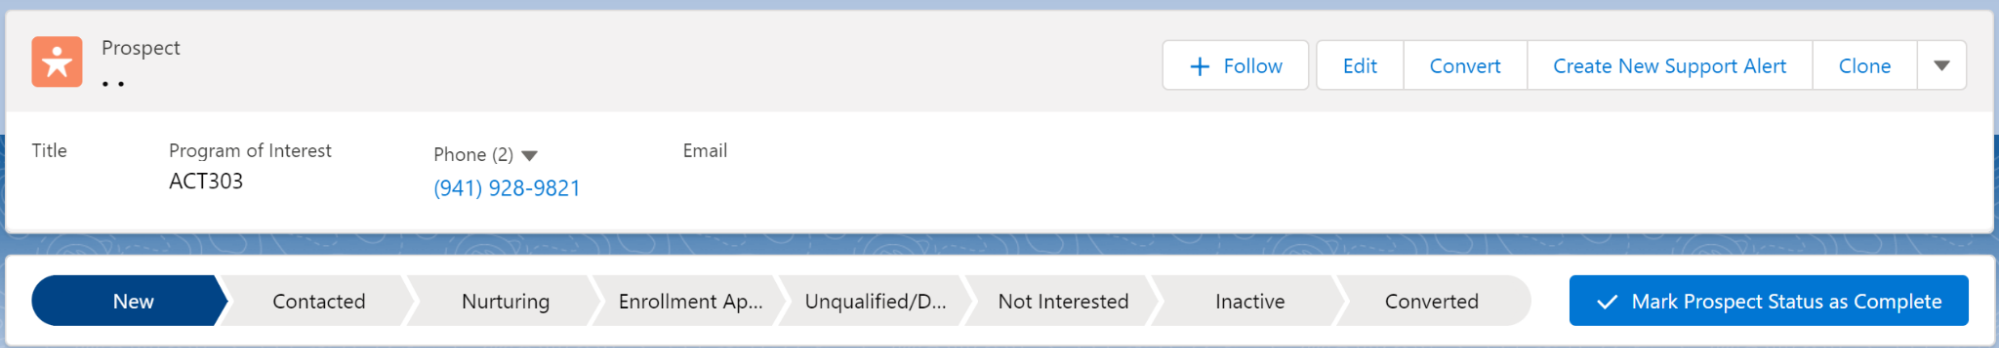 Prospect
. .
+ Follow
Edit
Convert
Create New Support Alert
Clone
Title
Program of Interest
ACT303
Phone (2)
(941) 928-9821
Email
New
Contacted
Nurturing
Enrollment Ap...
Unqualified/D...
Not Interested
Inactive
Converted
Mark Prospect Status as Complete